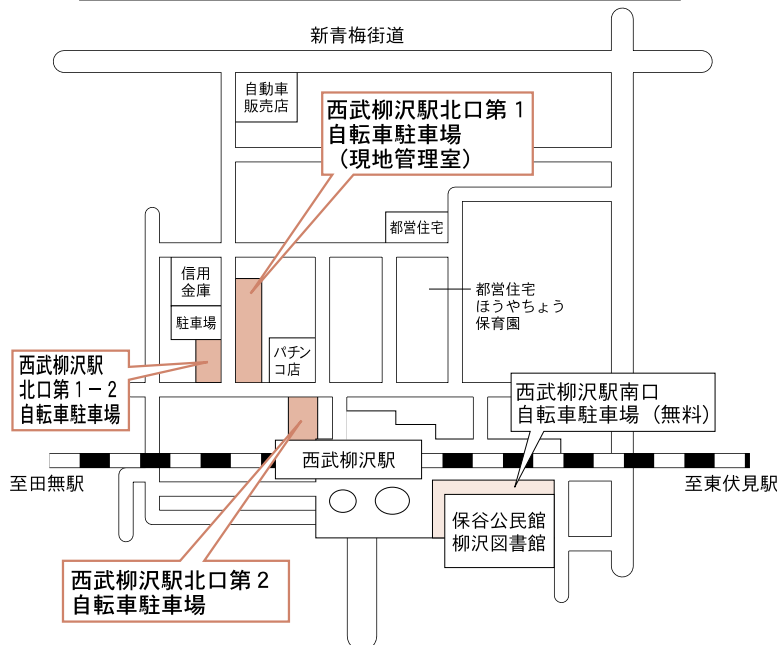 新青梅街道
自動車
販売店
西武柳沢駅北口第1
自転車駐車場
（現地管理室）
都営住宅
信用
金庫
都営住宅
ほうやちょう
保育園
駐車場
パチン
コ店
西武柳沢駅
北口第1－2
自転車駐車場
西武柳沢駅南口
自転車駐車場（無料）
西武柳沢駅
至田無駅
至東伏見駅
保谷公民館
柳沢図書館
西武柳沢駅北口第2
自転車駐車場